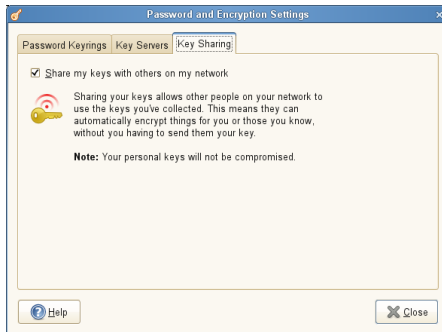 Password and Encryption Settings
Password Keyrings Key Servers Key Sharing
Share my keys with others on my network
Sharing your keys allows other people on your network to
use the keys you've collected. This means they can
automatically encrypt things for you or those you know,
without you having to send them your key.
Note: Your personal keys will not be compromised.
Help Close